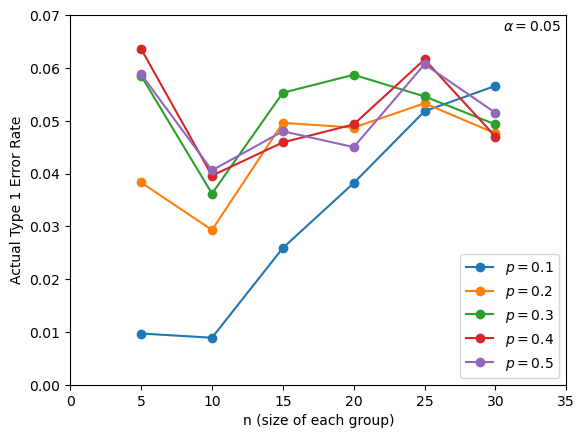 α = 0.05
Actual Type 1 Error Rate
0.07
0.06
0.05
0.04
0.03
0.02
0.01
0.00
p = 0.1
p = 0.2
p = 0.3
p = 0.4
p = 0.5
0 5 10 15 20 25 30 35
n (size of each group)